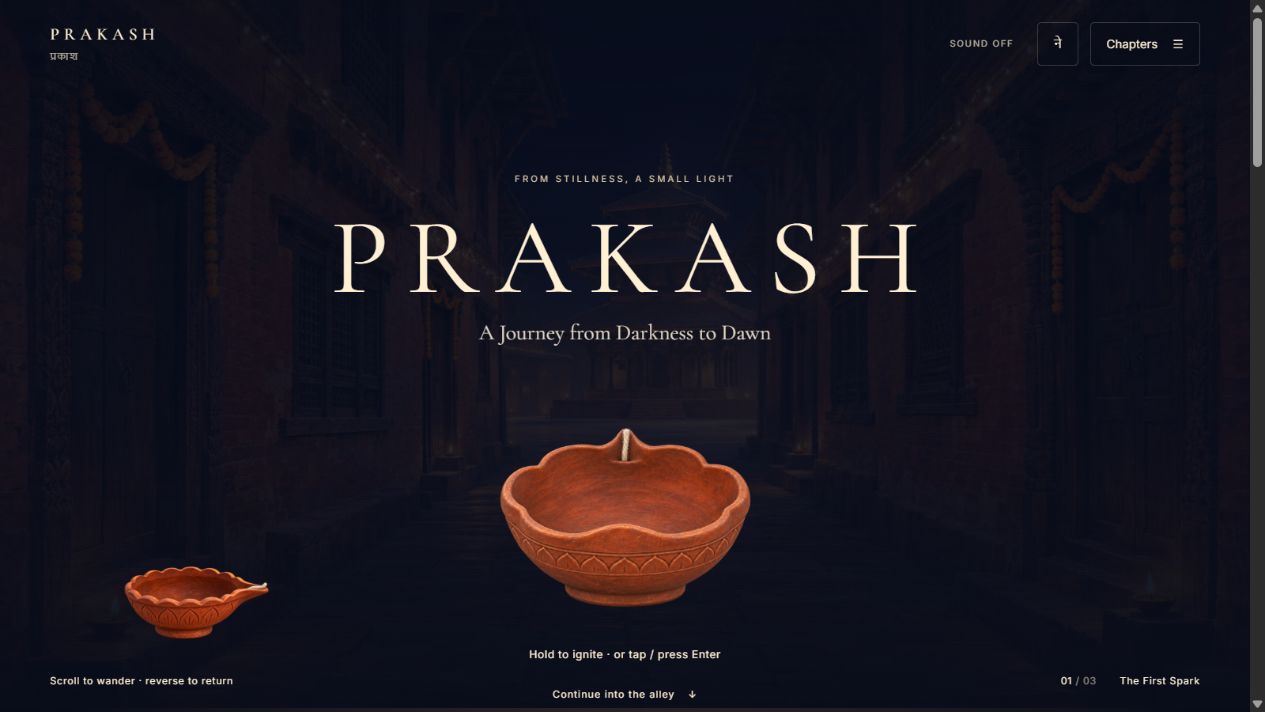 PRAKASH
प्रकाश
SOUND OFF
ने
Chapters
FROM STILLNESS, A SMALL LIGHT
PRAKASH
A Journey from Darkness to Dawn
Hold to ignite · or tap / press Enter
Scroll to wander · reverse to return
01 / 03 The First Spark
Continue into the alley ↓